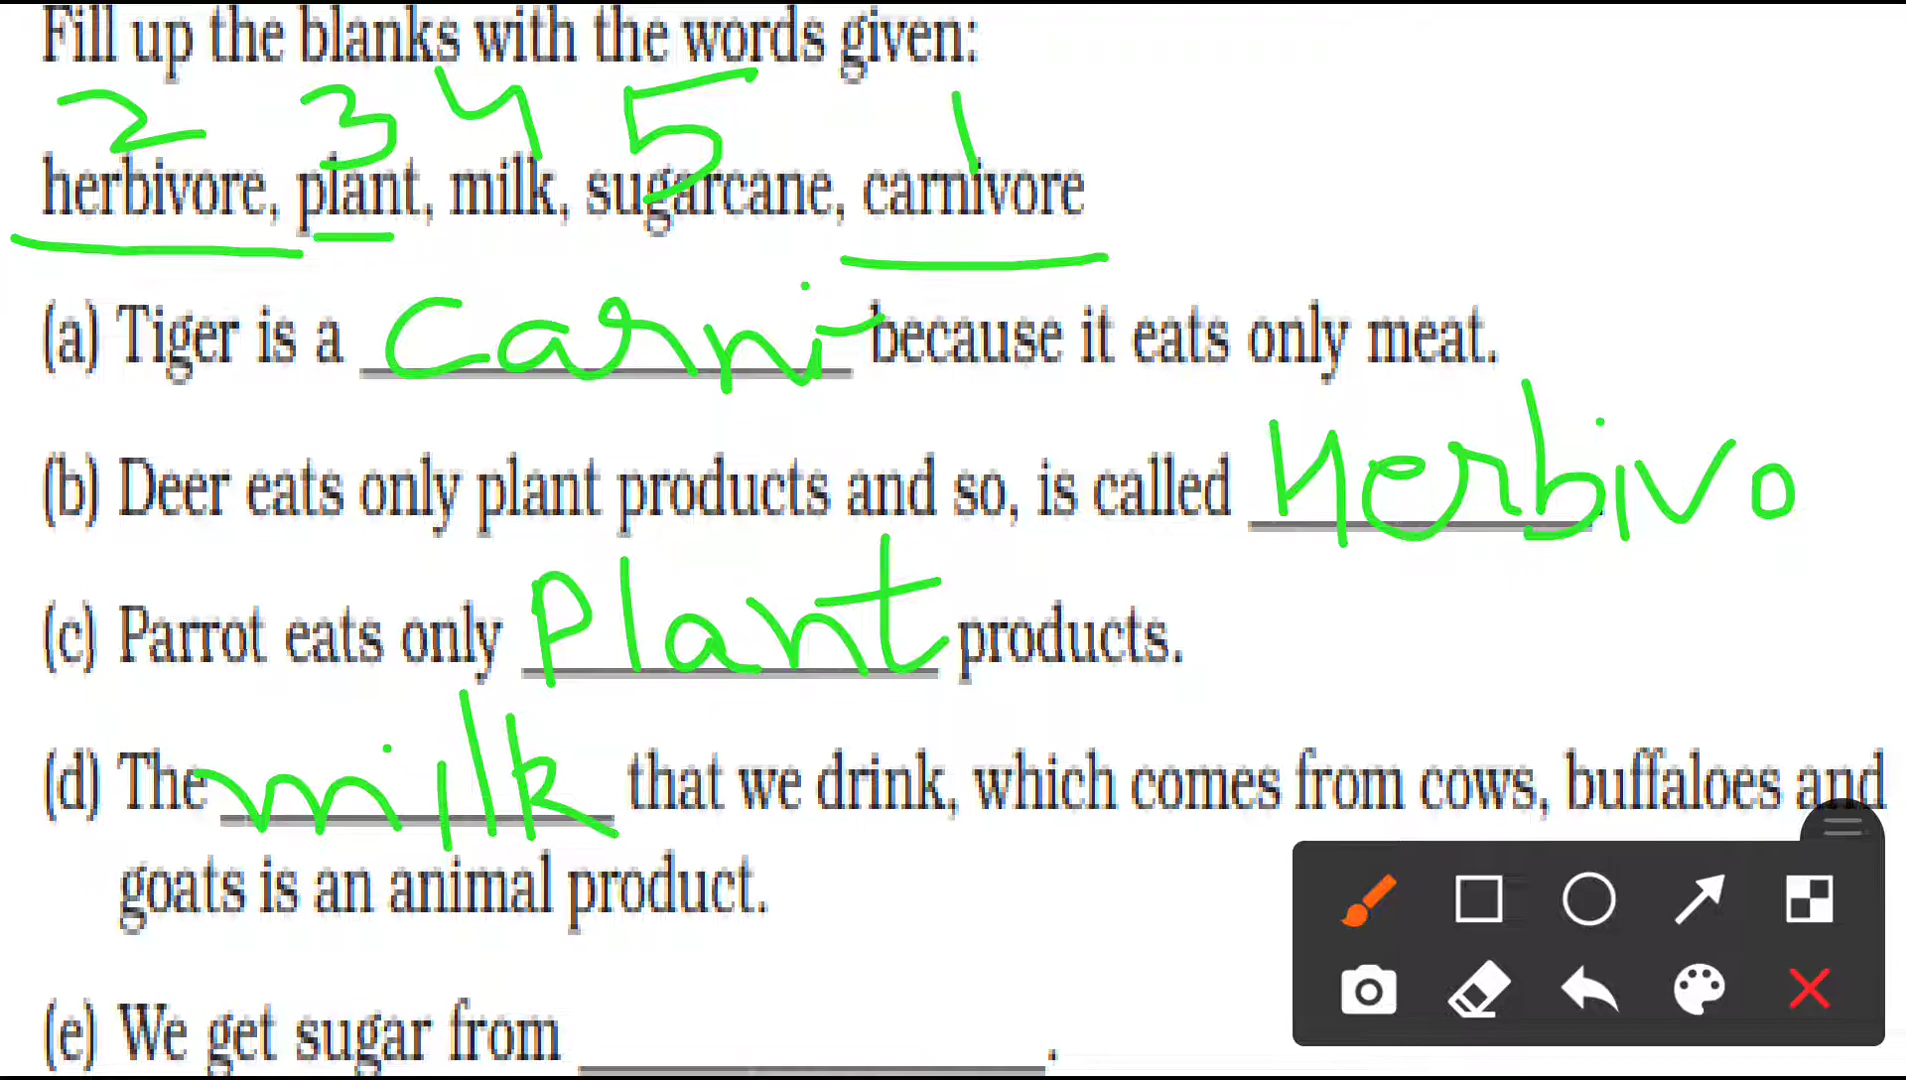 Fill up the blanks with the words given:
2 3 4 5 1
herbivore, plant, milk, sugarcane, carnivore
(a) Tiger is a carni because it eats only meat.
(b) Deer eats only plant products and so, is called Herbivo.
(c) Parrot eats only Plant products.
(d) The milk that we drink, which comes from cows, buffaloes and
goats is an animal product.
(e) We get sugar from ____________.